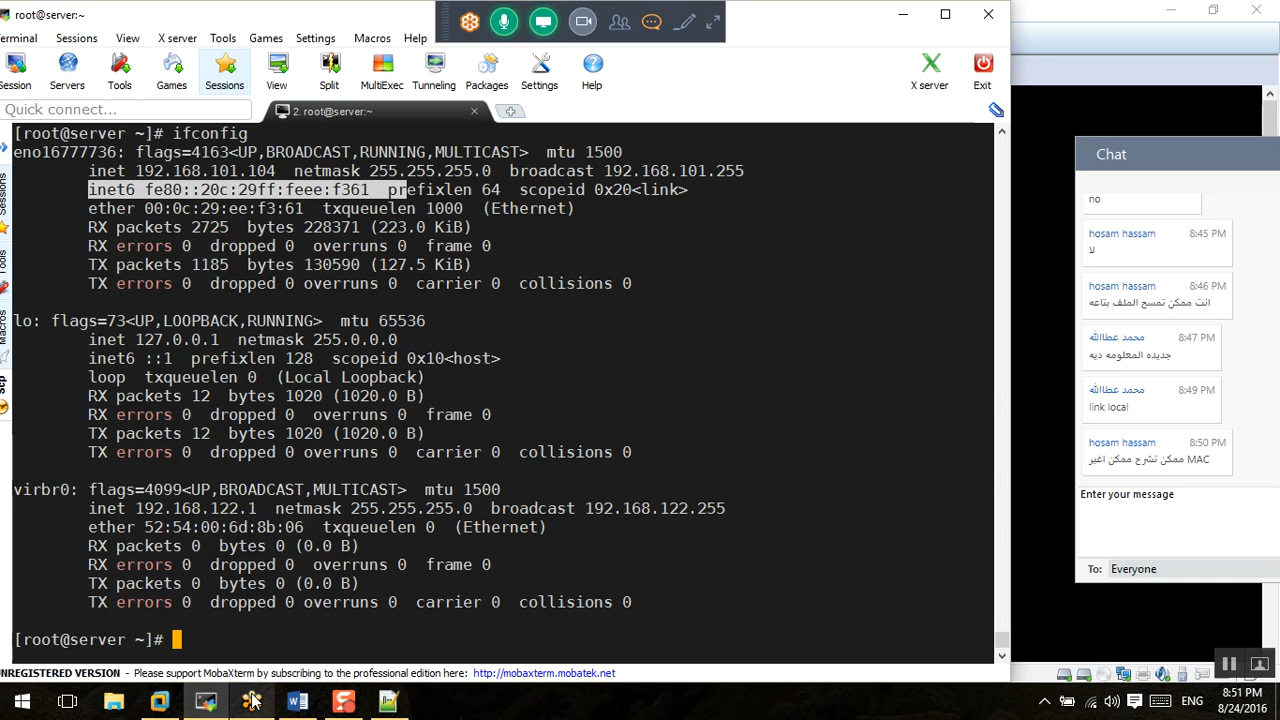 root@server:~
Terminal Sessions View X server Tools Games Settings Macros Help
Session Servers Tools Games Sessions View Split MultiExec Tunneling Packages Settings Help X server Exit
Quick connect...
2. root@server:~
[root@server ~]# ifconfig
eno16777736: flags=4163<UP,BROADCAST,RUNNING,MULTICAST> mtu 1500
inet 192.168.101.104 netmask 255.255.255.0 broadcast 192.168.101.255
inet6 fe80::20c:29ff:feee:f361 prefixlen 64 scopeid 0x20<link>
ether 00:0c:29:ee:f3:61 txqueuelen 1000 (Ethernet)
RX packets 2725 bytes 228371 (223.0 KiB)
RX errors 0 dropped 0 overruns 0 frame 0
TX packets 1185 bytes 130590 (127.5 KiB)
TX errors 0 dropped 0 overruns 0 carrier 0 collisions 0
lo: flags=73<UP,LOOPBACK,RUNNING> mtu 65536
inet 127.0.0.1 netmask 255.0.0.0
inet6 ::1 prefixlen 128 scopeid 0x10<host>
loop txqueuelen 0 (Local Loopback)
RX packets 12 bytes 1020 (1020.0 B)
RX errors 0 dropped 0 overruns 0 frame 0
TX packets 12 bytes 1020 (1020.0 B)
TX errors 0 dropped 0 overruns 0 carrier 0 collisions 0
virbr0: flags=4099<UP,BROADCAST,MULTICAST> mtu 1500
inet 192.168.122.1 netmask 255.255.255.0 broadcast 192.168.122.255
ether 52:54:00:6d:8b:06 txqueuelen 0 (Ethernet)
RX packets 0 bytes 0 (0.0 B)
RX errors 0 dropped 0 overruns 0 frame 0
TX packets 0 bytes 0 (0.0 B)
TX errors 0 dropped 0 overruns 0 carrier 0 collisions 0
[root@server ~]#
Tools
Macros
Scp
UNREGISTERED VERSION - Please support MobaXterm by subscribing to the professional edition here: http://mobaxterm.mobatek.net
Chat
no
hosam hassam 8:45 PM
لا
hosam hassam 8:46 PM
انت ممكن تمسح الملف بتاعه
محمد عطاالله 8:47 PM
جديده المعلومه ديه
محمد عطاالله 8:49 PM
link local
hosam hassam 8:50 PM
ممكن تشرح ممكن اغير MAC
Enter your message
To: Everyone
ENG
8:51 PM
8/24/2016